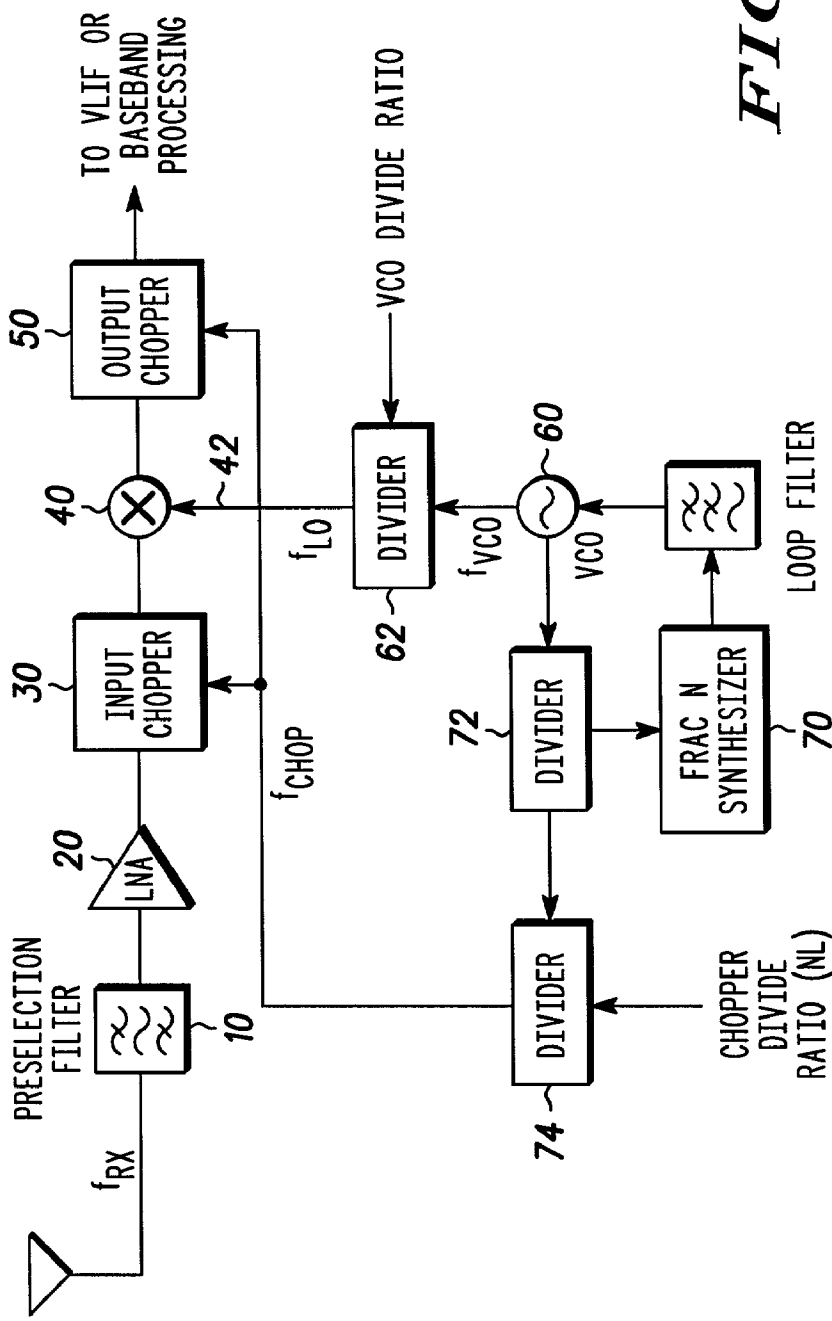 PRESELECTION
FILTER
f_RX
10
20
LNA
30
INPUT
CHOPPER
40
42
50
OUTPUT
CHOPPER
TO VLIF OR
BASEBAND
PROCESSING
f_CHOP
f_LO
DIVIDER
62
VCO DIVIDE RATIO
f_VCO
60
VCO
72
DIVIDER
74
DIVIDER
CHOPPER
DIVIDE
RATIO (NL)
FRAC N
SYNTHESIZER
70
LOOP FILTER